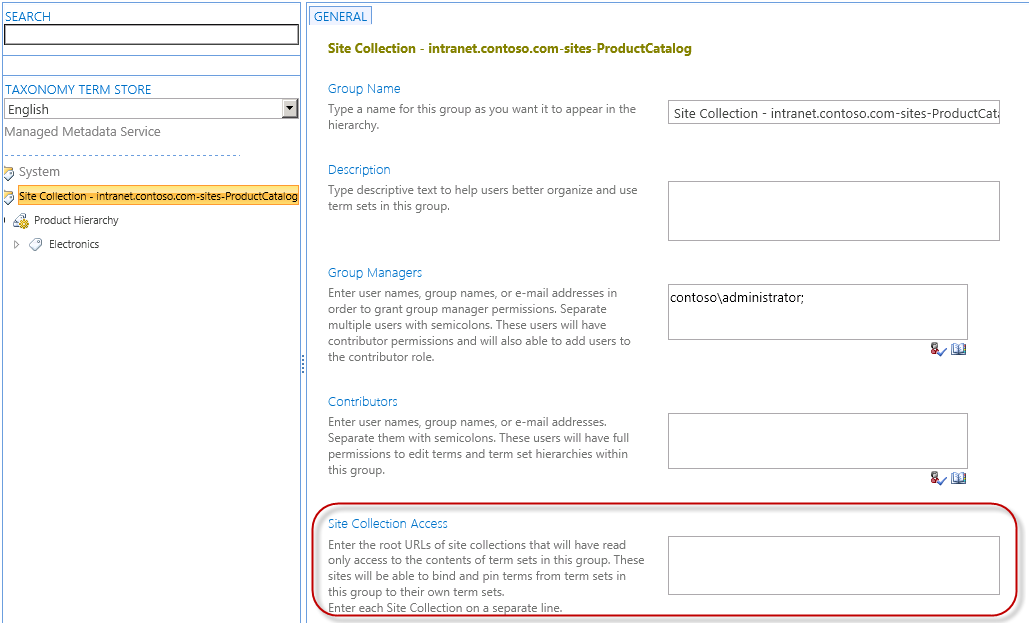 SEARCH
TAXONOMY TERM STORE
English
Managed Metadata Service
System
Site Collection - intranet.contoso.com-sites-ProductCatalog
Product Hierarchy
Electronics
GENERAL
Site Collection - intranet.contoso.com-sites-ProductCatalog
Group Name
Type a name for this group as you want it to appear in the
hierarchy.
Site Collection - intranet.contoso.com-sites-ProductCata
Description
Type descriptive text to help users better organize and use
term sets in this group.
Group Managers
Enter user names, group names, or e-mail addresses in
order to grant group manager permissions. Separate
multiple users with semicolons. These users will have
contributor permissions and will also able to add users to
the contributor role.
contoso\administrator;
Contributors
Enter user names, group names, or e-mail addresses.
Separate them with semicolons. These users will have full
permissions to edit terms and term set hierarchies within
this group.
Site Collection Access
Enter the root URLs of site collections that will have read
only access to the contents of term sets in this group. These
sites will be able to bind and pin terms from term sets in
this group to their own term sets.
Enter each Site Collection on a separate line.